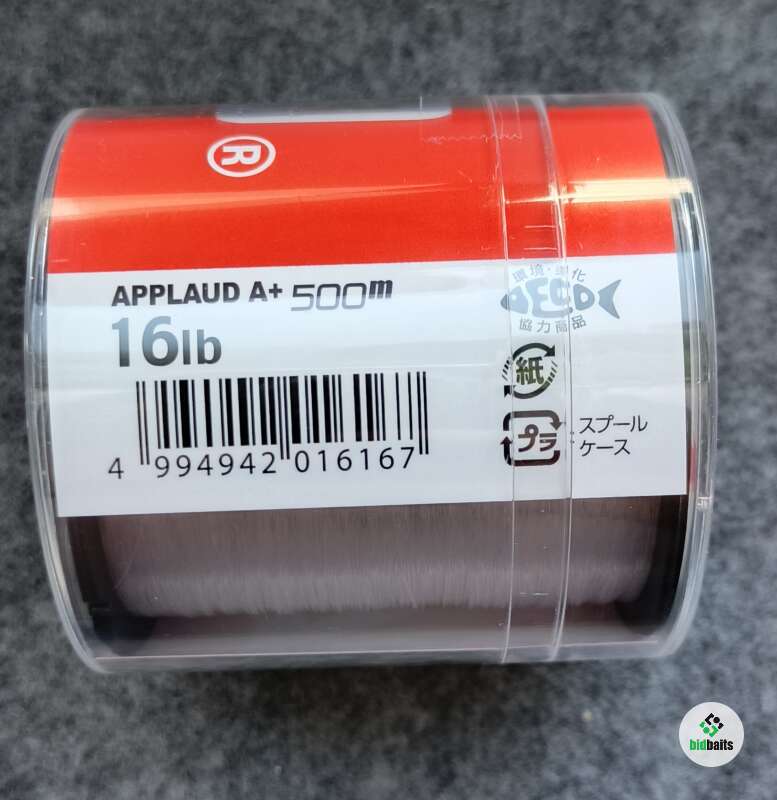 ®
APPLAUD A+ 500m
16lb
4 994942 016167
環境・準化
ECO
協力商品
紙
プラ
スプール
ケース
bidbaits